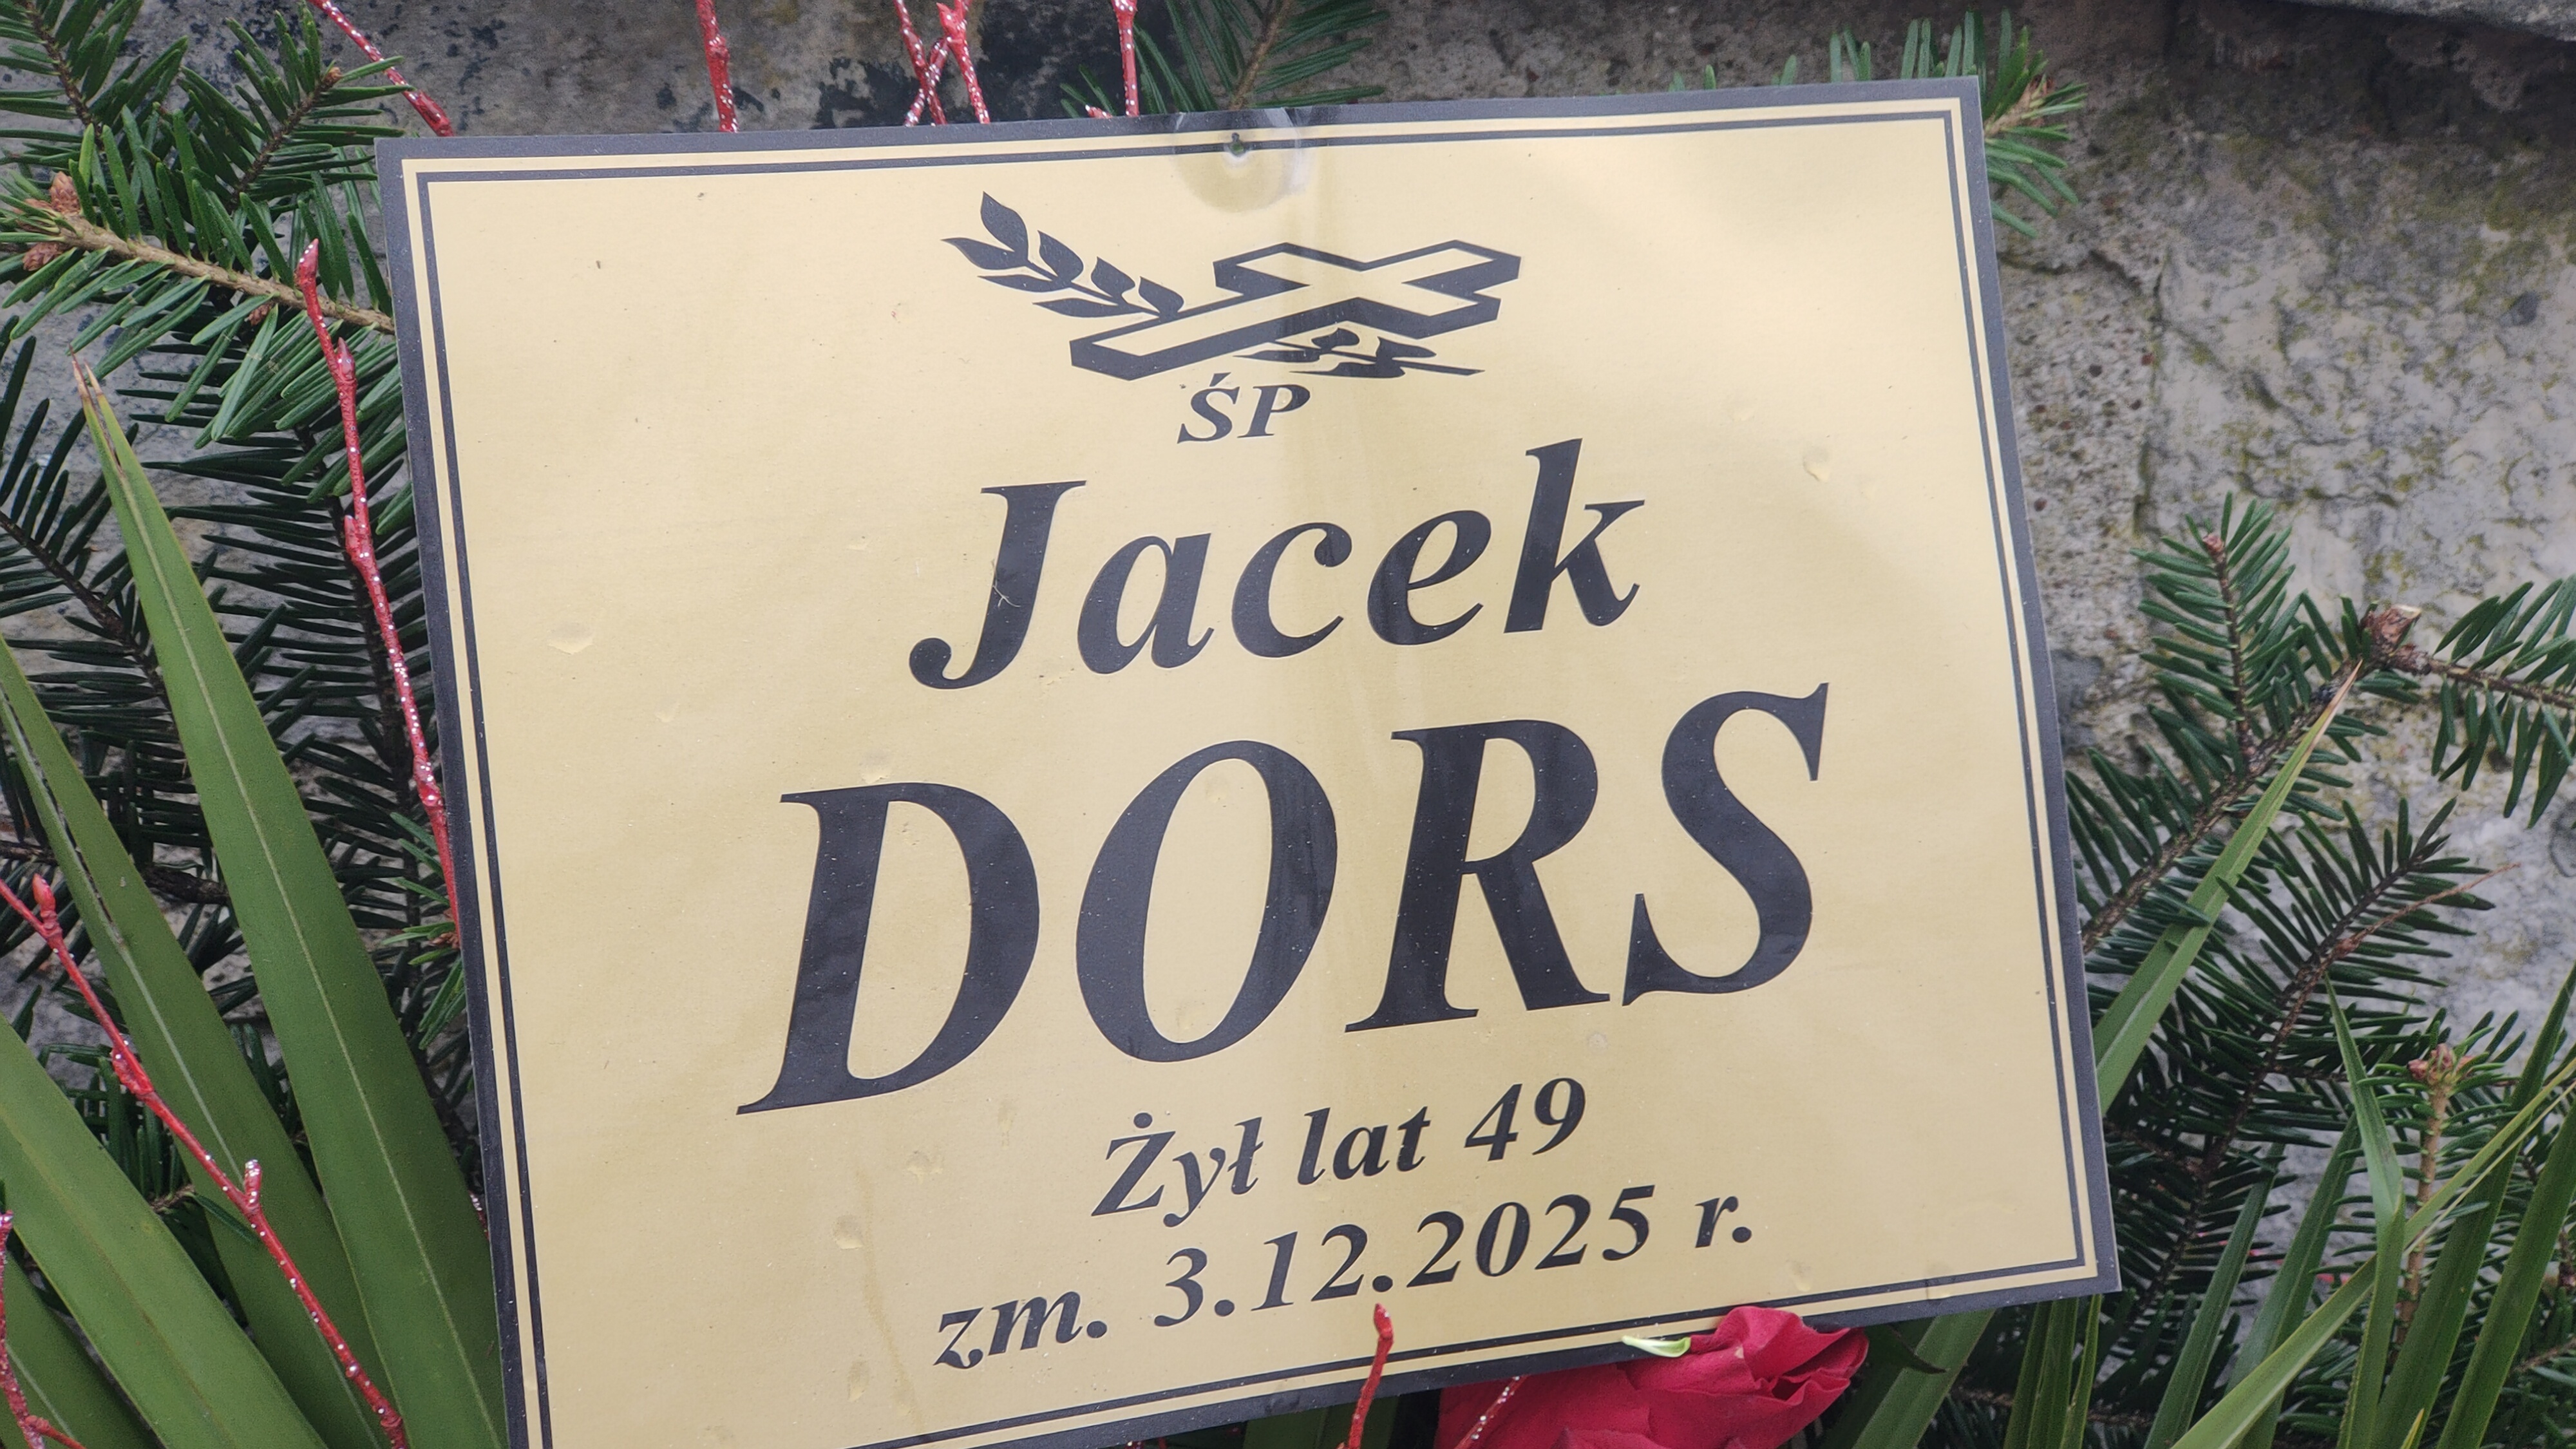 ŚP
Jacek
DORS
Żył lat 49
zm. 3.12.2025 r.